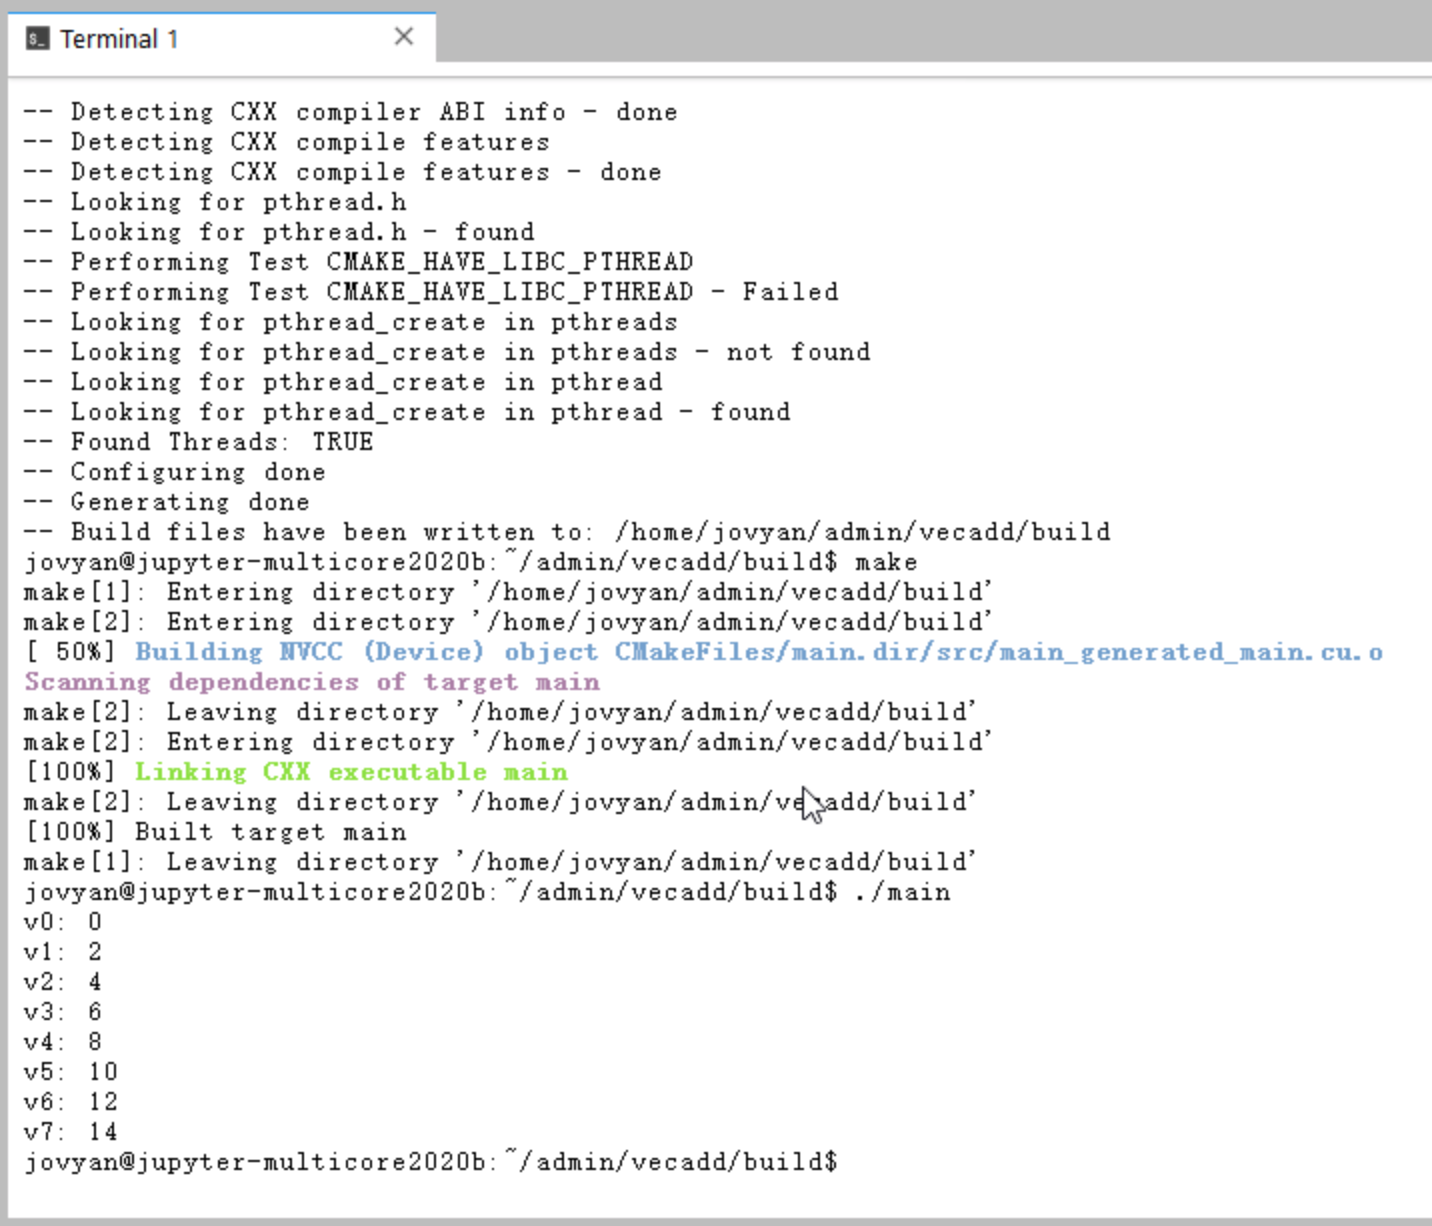 Terminal 1
-- Detecting CXX compiler ABI info - done
-- Detecting CXX compile features
-- Detecting CXX compile features - done
-- Looking for pthread.h
-- Looking for pthread.h - found
-- Performing Test CMAKE_HAVE_LIBC_PTHREAD
-- Performing Test CMAKE_HAVE_LIBC_PTHREAD - Failed
-- Looking for pthread_create in pthreads
-- Looking for pthread_create in pthreads - not found
-- Looking for pthread_create in pthread
-- Looking for pthread_create in pthread - found
-- Found Threads: TRUE
-- Configuring done
-- Generating done
-- Build files have been written to: /home/jovyan/admin/vecadd/build
jovyan@jupyter-multicore2020b:~/admin/vecadd/build$ make
make[1]: Entering directory '/home/jovyan/admin/vecadd/build'
make[2]: Entering directory '/home/jovyan/admin/vecadd/build'
[ 50%] Building NVCC (Device) object CMakeFiles/main.dir/src/main_generated_main.cu.o
Scanning dependencies of target main
make[2]: Leaving directory '/home/jovyan/admin/vecadd/build'
make[2]: Entering directory '/home/jovyan/admin/vecadd/build'
[100%] Linking CXX executable main
make[2]: Leaving directory '/home/jovyan/admin/vecadd/build'
[100%] Built target main
make[1]: Leaving directory '/home/jovyan/admin/vecadd/build'
jovyan@jupyter-multicore2020b:~/admin/vecadd/build$ ./main
v0: 0
v1: 2
v2: 4
v3: 6
v4: 8
v5: 10
v6: 12
v7: 14
jovyan@jupyter-multicore2020b:~/admin/vecadd/build$